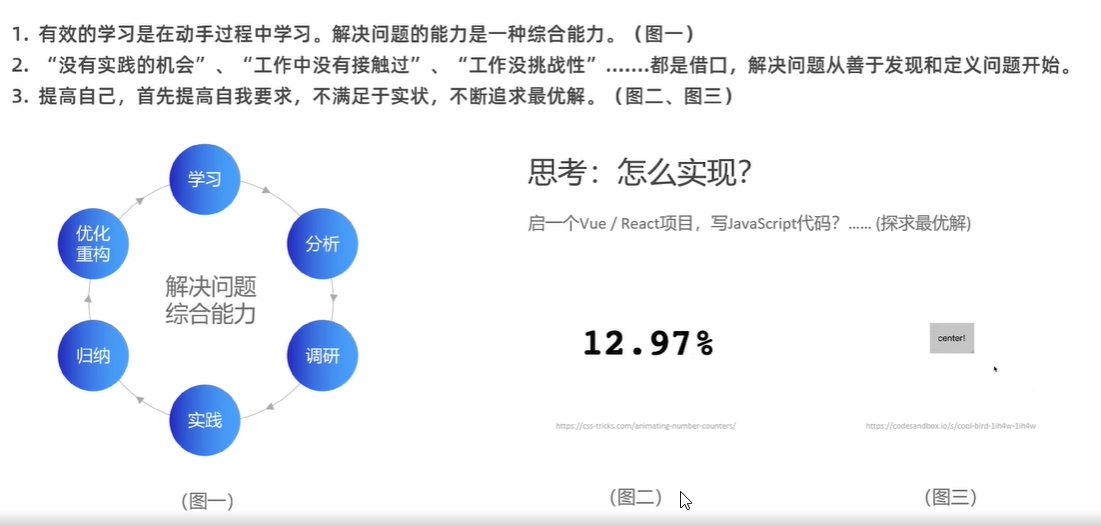 1. 有效的学习是在动手过程中学习。解决问题的能力是一种综合能力。（图一）
2. “没有实践的机会”、“工作中没有接触过”、“工作没挑战性”.......都是借口，解决问题从善于发现和定义问题开始。
3. 提高自己，首先提高自我要求，不满足于实状，不断追求最优解。（图二、图三）
学习
分析
调研
实践
归纳
优化
重构
解决问题
综合能力
（图一）
思考：怎么实现？
启一个Vue / React项目，写JavaScript代码？...... (探求最优解)
12.97%
https://css-tricks.com/animating-number-counters/
（图二）
center!
https://codesandbox.io/s/cool-bird-1ih4w-1ih4w
（图三）